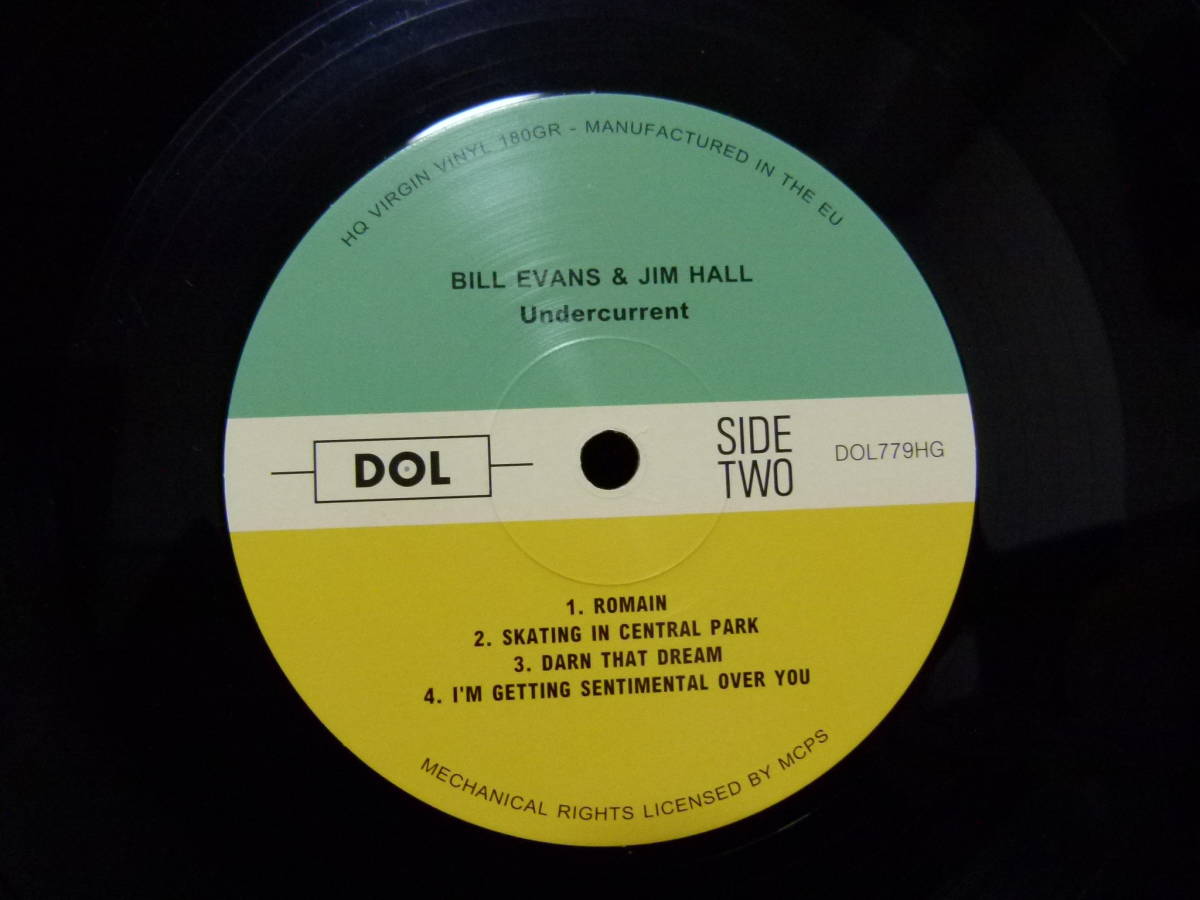 HQ VIRGIN VINYL 180GR - MANUFACTURED IN THE EU
BILL EVANS & JIM HALL
Undercurrent
DOL
SIDE
TWO
DOL779HG
1. ROMAIN
2. SKATING IN CENTRAL PARK
3. DARN THAT DREAM
4. I'M GETTING SENTIMENTAL OVER YOU
MECHANICAL RIGHTS LICENSED BY MCPS